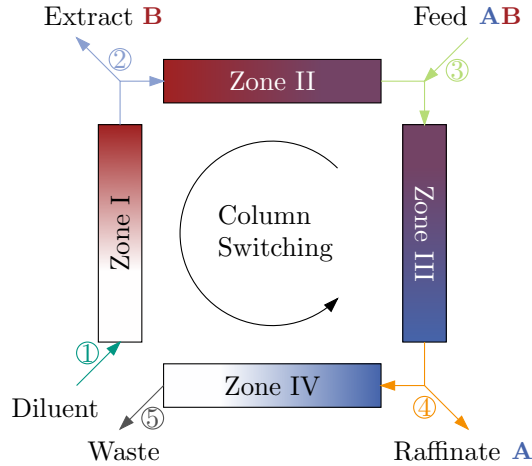 Extract B
Feed AB
②
③
Zone II
Zone I
Column
Switching
Zone III
①
Zone IV
Diluent
⑤
④
Waste
Raffinate A